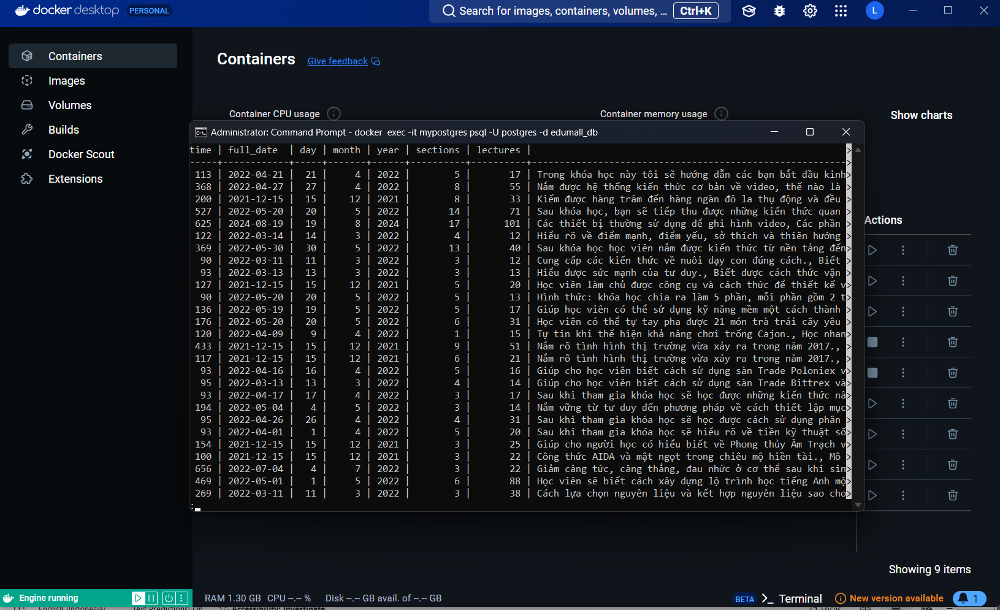 docker desktop PERSONAL
Search for images, containers, volumes, ... Ctrl+K
L
Containers
Images
Volumes
Builds
Docker Scout
Extensions
Containers Give feedback
Container CPU usage
Container memory usage
Show charts
Administrator: Command Prompt - docker  exec -it mypostgres psql -U postgres -d edumall_db
time | full_date  | day | month | year | sections | lectures | >
-----+------------+-----+-------+------+----------+----------+---------------------------------------------------->
113 | 2022-04-21 |  21 |     4 | 2022 |        5 |       17 | Trong khóa học này tôi sẽ hướng dẫn các bạn bắt đầu kinh>
368 | 2022-04-27 |  27 |     4 | 2022 |        8 |       55 | Nắm được hệ thống kiến thức cơ bản về video, thế nào là >
200 | 2021-12-15 |  15 |    12 | 2021 |        8 |       33 | Kiếm được hàng trăm đến hàng ngàn đô la thụ động và đều >
527 | 2022-05-20 |  20 |     5 | 2022 |       14 |       71 | Sau khóa học, bạn sẽ tiếp thu được những kiến thức quan >
625 | 2024-08-19 |  19 |     8 | 2024 |       17 |      101 | Các thiết bị thường sử dụng để ghi hình video, Các phần >
122 | 2022-03-14 |  14 |     3 | 2022 |        4 |       12 | Hiểu rõ về điểm mạnh, điểm yếu, sở thích và thiên hướng >
369 | 2022-05-30 |  30 |     5 | 2022 |       13 |       40 | Sau khóa học học viên nắm được kiến thức từ nền tảng đến>
90 | 2022-03-11 |  11 |     3 | 2022 |        3 |       12 | Cung cấp các kiến thức về nuôi dạy con đúng cách., Biết >
93 | 2022-03-13 |  13 |     3 | 2022 |        3 |       13 | Hiểu được sức mạnh của tư duy., Biết được cách thức vận >
127 | 2021-12-15 |  15 |    12 | 2021 |        5 |       20 | Học viên làm chủ được công cụ và cách thức để thiết kế v>
90 | 2022-05-20 |  20 |     5 | 2022 |        5 |       13 | Hình thức: khóa học chia ra làm 5 phần, mỗi phần gồm 2 t>
136 | 2022-05-19 |  19 |     5 | 2022 |        5 |       17 | Giúp học viên có thể sử dụng kỹ năng mềm một cách thành >
176 | 2022-05-20 |  20 |     5 | 2022 |        6 |       31 | Học viên có thể tự tay pha được 21 món trà trái cây yêu >
120 | 2022-04-09 |   9 |     4 | 2022 |        1 |       15 | Tự tin khi thể hiện khả năng chơi trống Cajon., Học nhan>
433 | 2021-12-15 |  15 |    12 | 2021 |        9 |       51 | Nắm rõ tình hình thị trường vừa xảy ra trong năm 2017., >
117 | 2021-12-15 |  15 |    12 | 2021 |        6 |       21 | Nắm rõ tình hình thị trường vừa xảy ra trong năm 2017., >
93 | 2022-04-16 |  16 |     4 | 2022 |        5 |       16 | Giúp cho học viên biết cách sử dụng sàn Trade Poloniex v>
95 | 2022-03-13 |  13 |     3 | 2022 |        4 |       14 | Giúp cho học viên biết cách sử dụng sàn Trade Bittrex và>
93 | 2022-04-17 |  17 |     4 | 2022 |        3 |       17 | Sau khi tham gia khóa học sẽ học được những kiến thức nà>
194 | 2022-05-04 |   4 |     5 | 2022 |        3 |       14 | Nắm vững từ tư duy đến phương pháp về cách thiết lập mục>
95 | 2022-04-26 |  26 |     4 | 2022 |        4 |       31 | Sau khi tham gia khóa học sẽ học được cách sử dụng phân >
93 | 2022-04-01 |   1 |     4 | 2022 |        5 |       20 | Sau khi tham gia khóa học sẽ hiểu rõ về tiền kỹ thuật số>
154 | 2021-12-15 |  15 |    12 | 2021 |        3 |       25 | Giúp cho người học có hiểu biết về Phong thủy Âm Trạch v>
100 | 2021-12-15 |  15 |    12 | 2021 |        3 |       22 | Công thức AIDA và mật ngọt trong chiêu mộ hiền tài., Mô >
656 | 2022-07-04 |   4 |     7 | 2022 |        3 |       22 | Giảm căng tức, căng thẳng, đau nhức ở cơ thể sau khi sin>
469 | 2022-05-01 |   1 |     5 | 2022 |        6 |       88 | Học viên sẽ biết cách xây dựng lộ trình học tiếng Anh mộ>
269 | 2022-03-11 |  11 |     3 | 2022 |        3 |       38 | Cách lựa chọn nguyên liệu và kết hợp nguyên liệu sao cho>
:
Actions
Showing 9 items
Engine running
RAM 1.30 GB CPU --.-- % Disk --.-- GB avail. of --.-- GB
BETA Terminal New version available 1